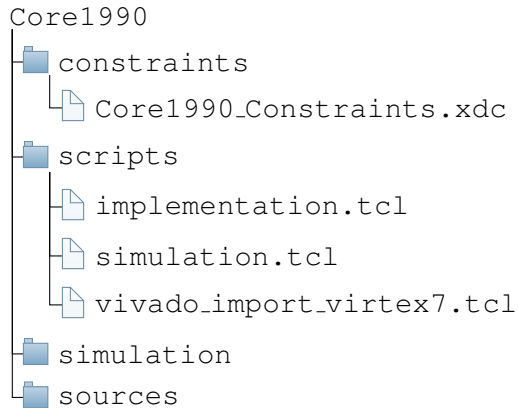 Core1990
constraints
Core1990_Constraints.xdc
scripts
implementation.tcl
simulation.tcl
vivado_import_virtex7.tcl
simulation
sources